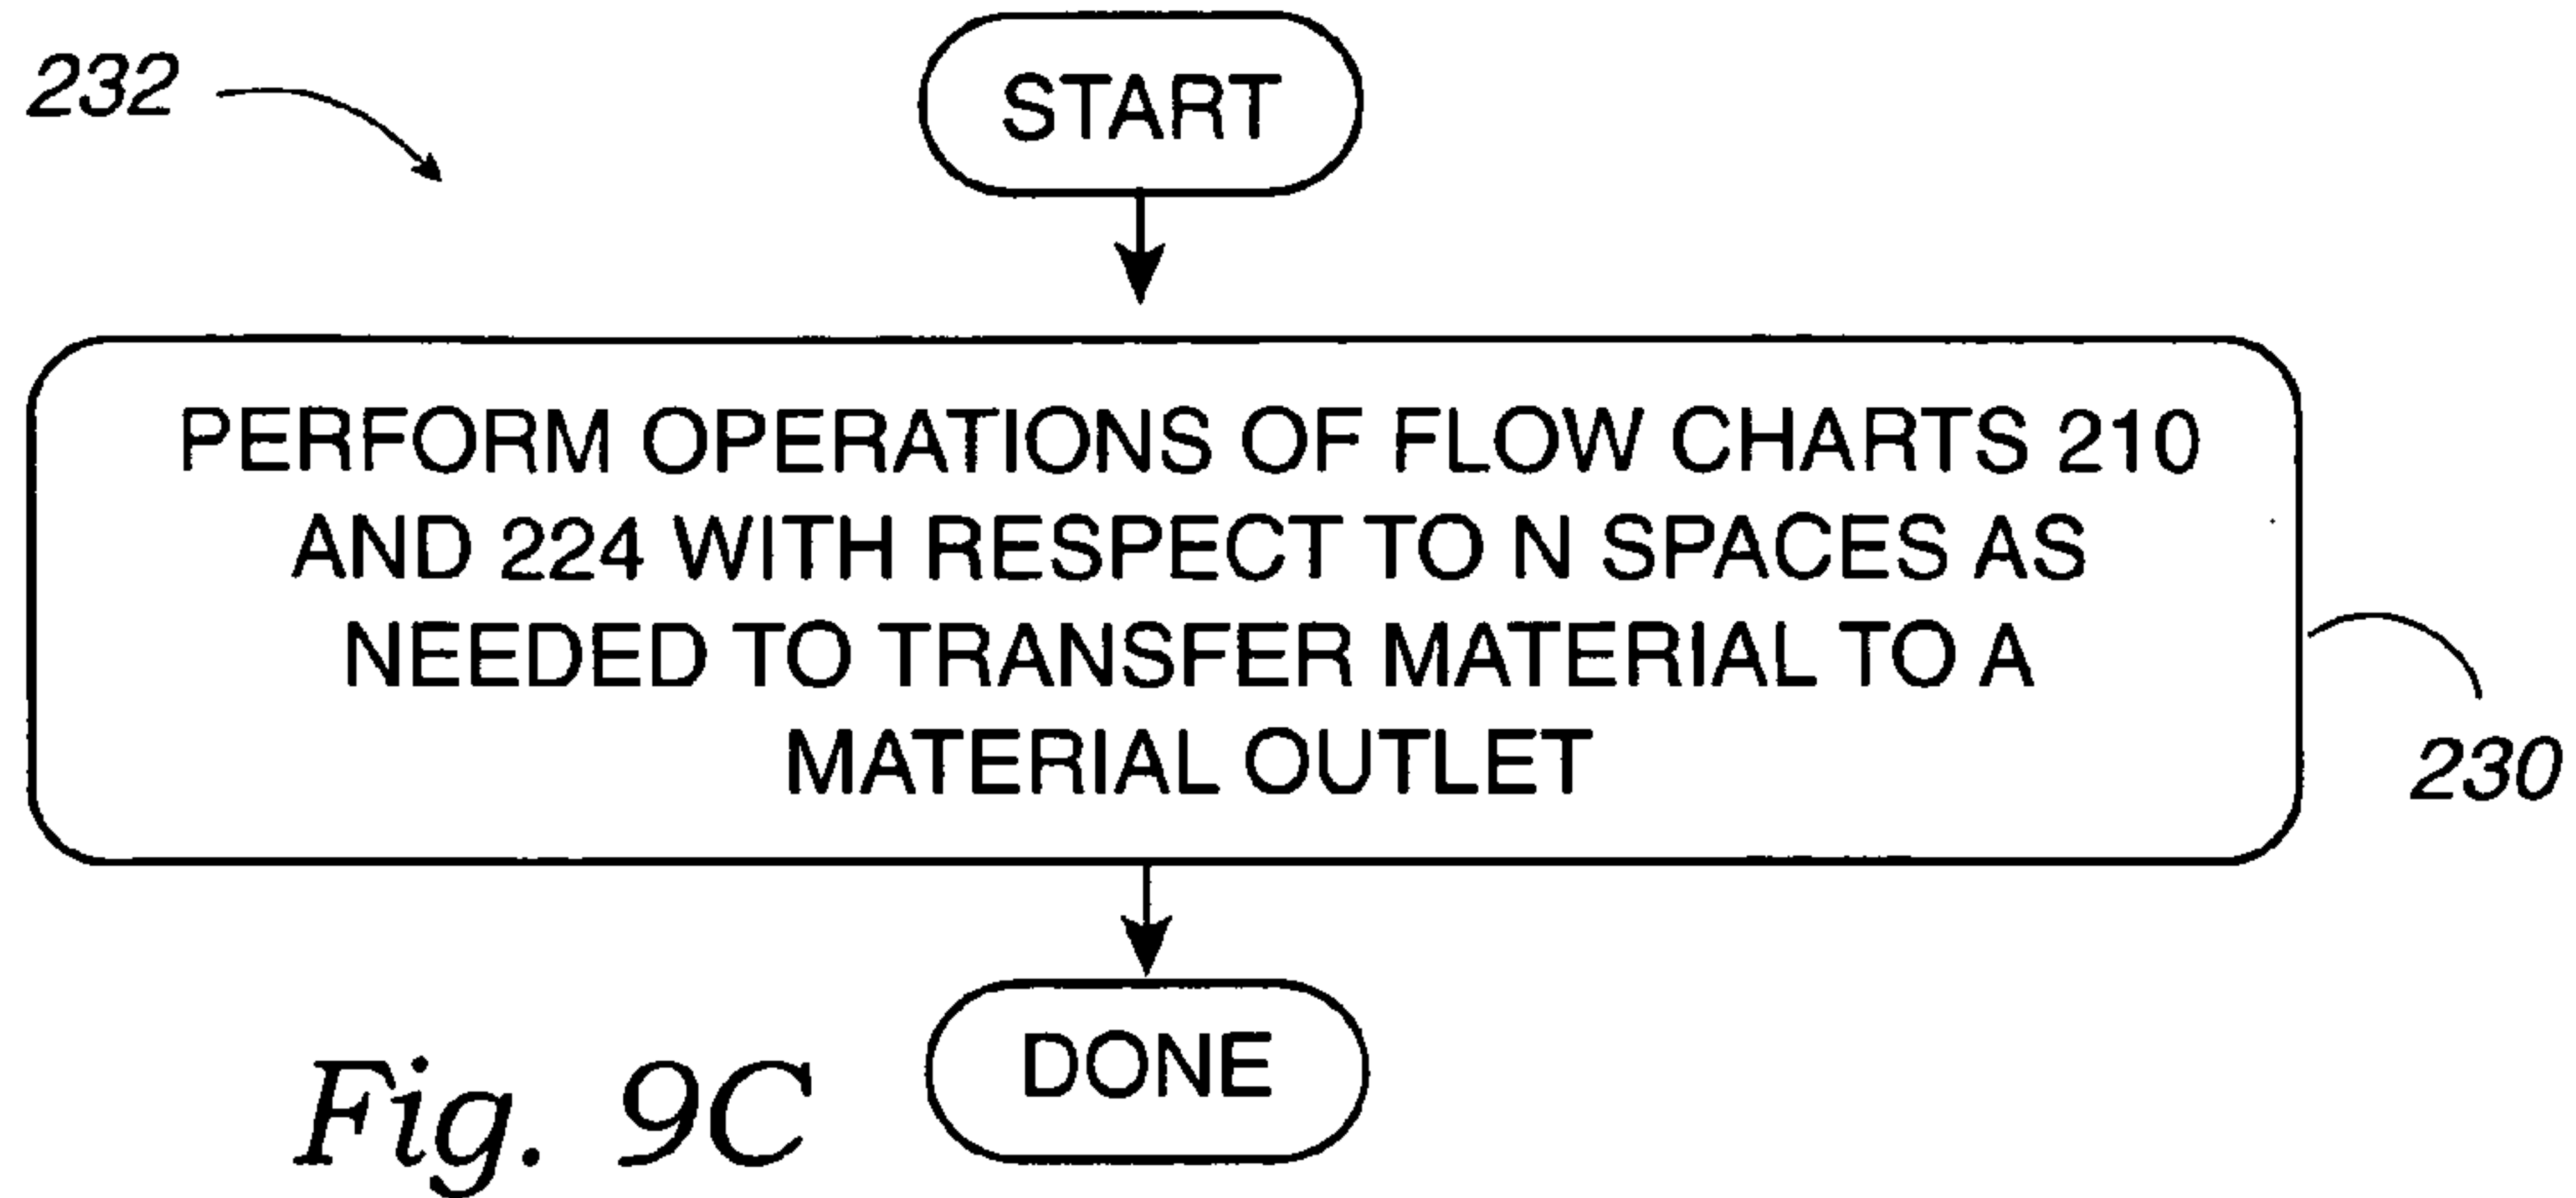 232
START
PERFORM OPERATIONS OF FLOW CHARTS 210
AND 224 WITH RESPECT TO N SPACES AS
NEEDED TO TRANSFER MATERIAL TO A
MATERIAL OUTLET
230
DONE
Fig. 9C